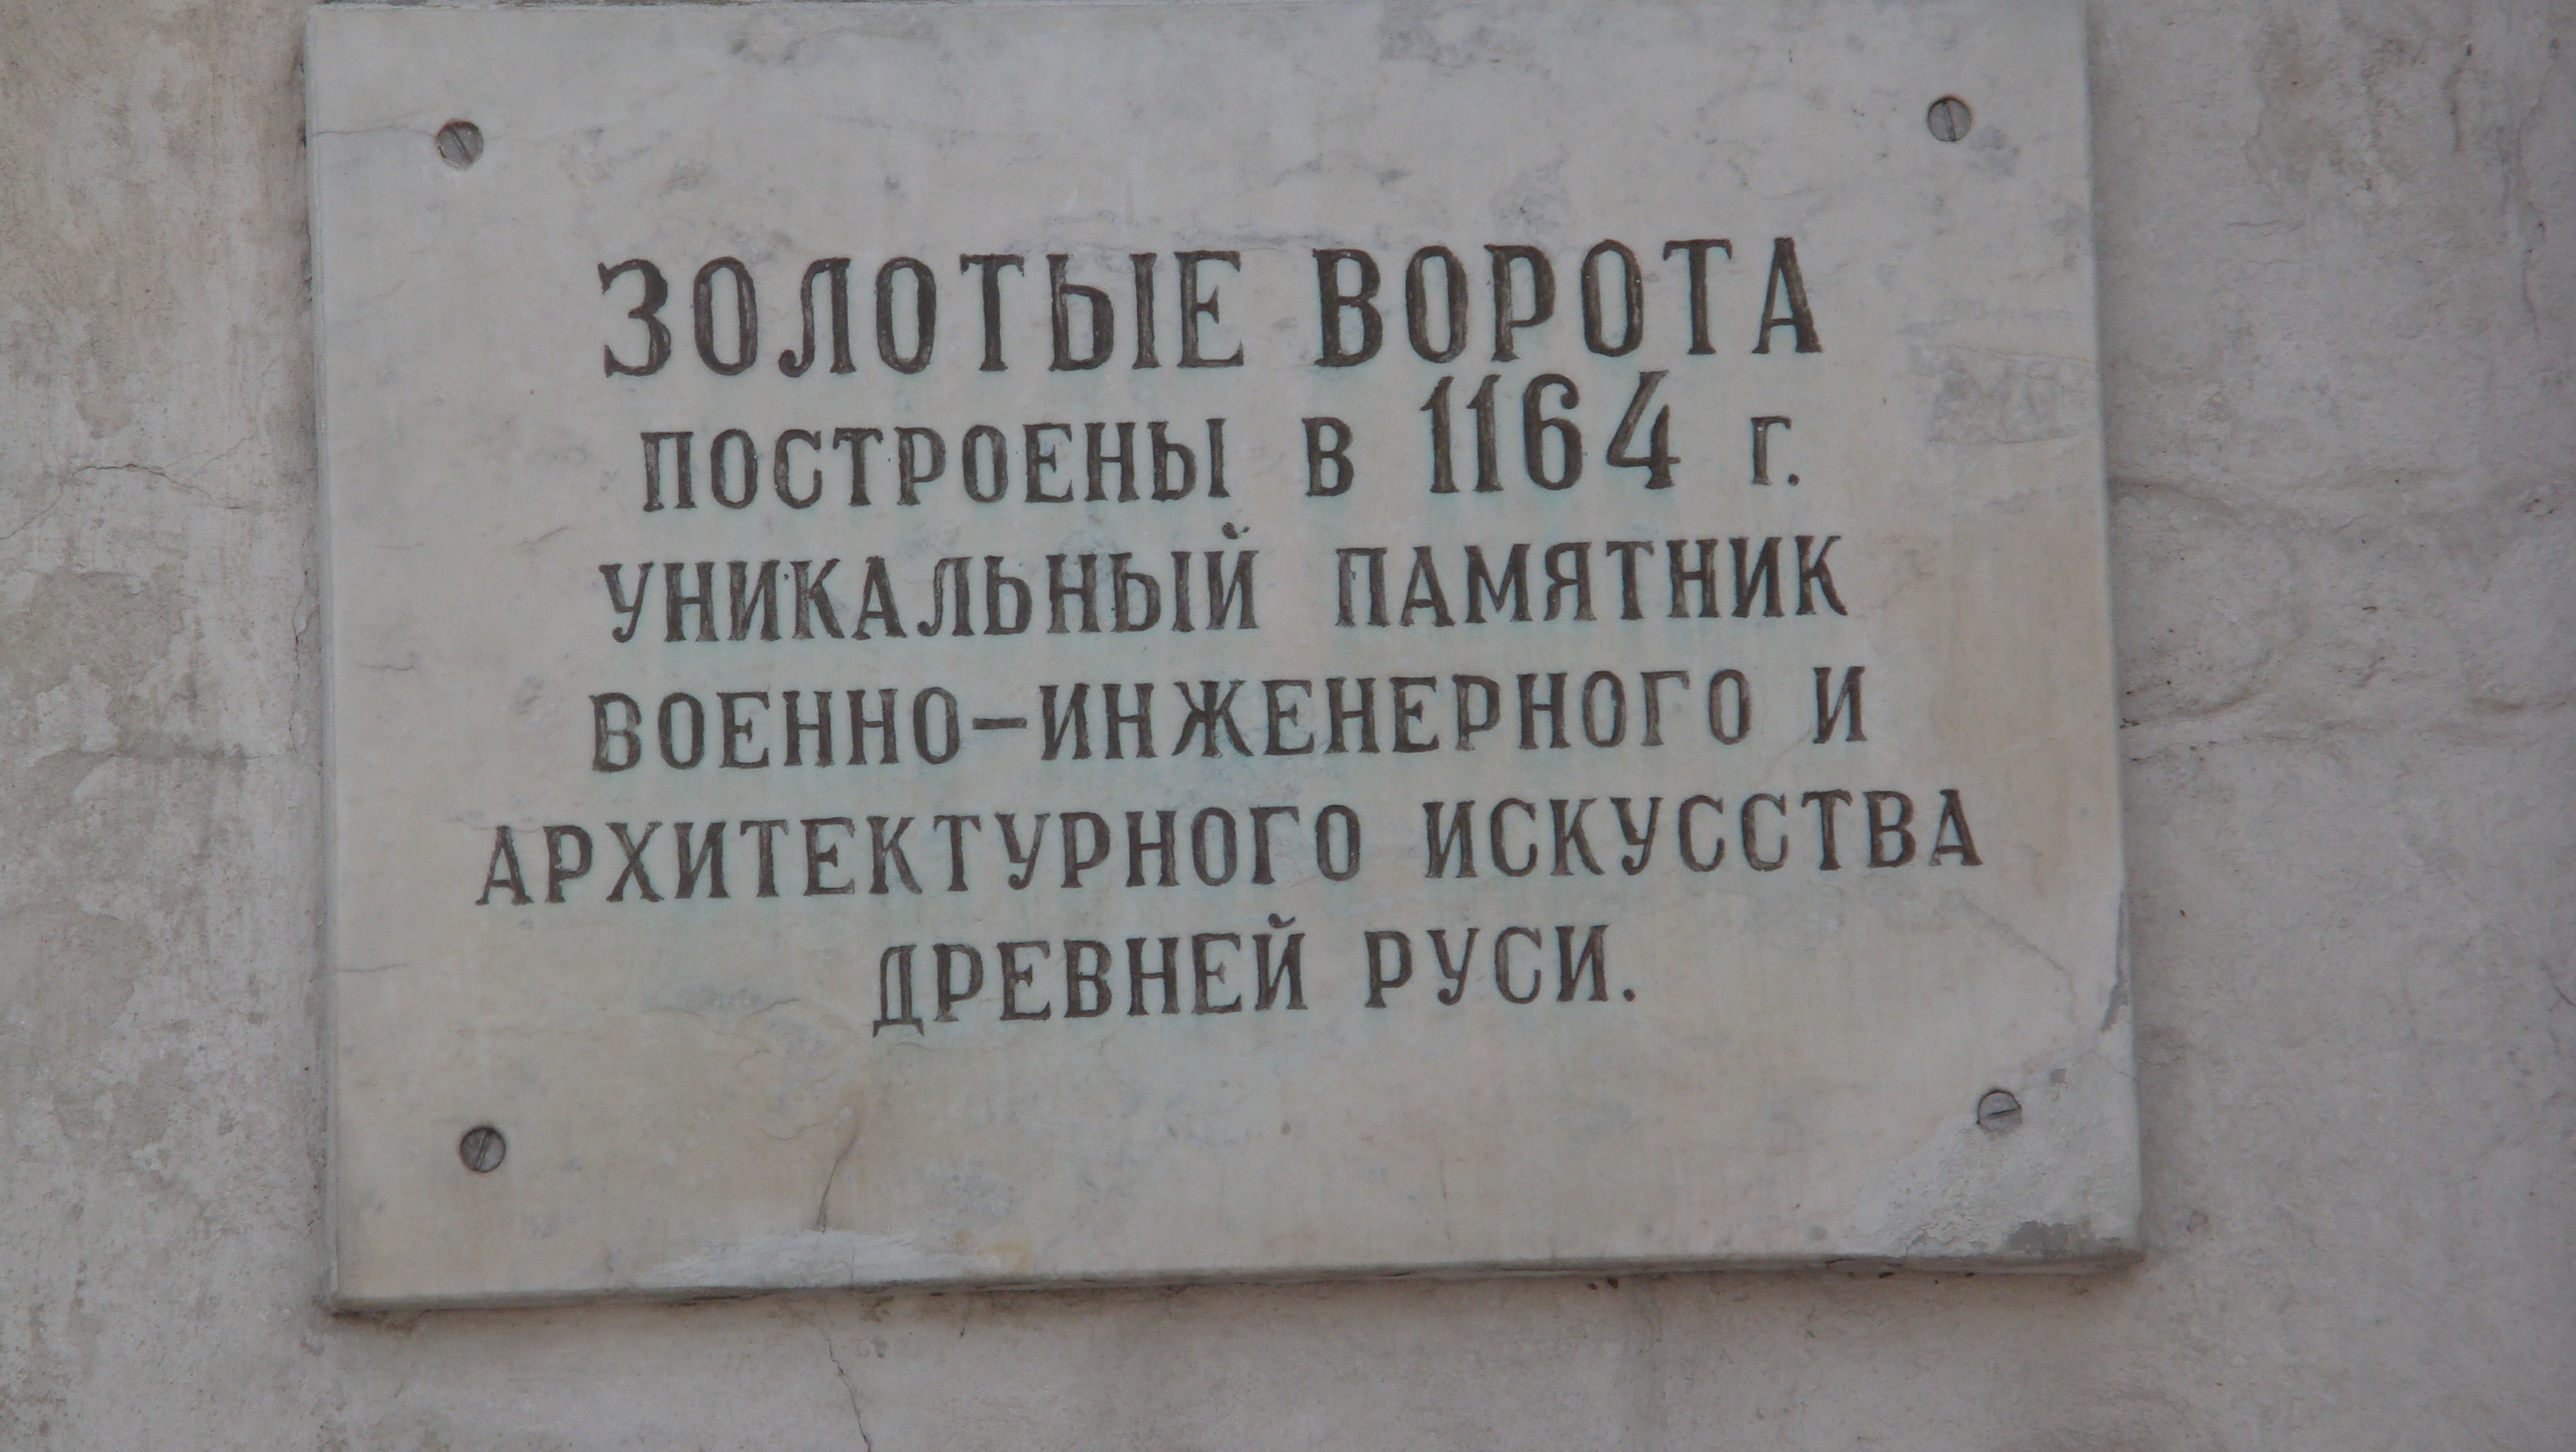 ЗОЛОТЫЕ ВОРОТА
ПОСТРОЕНЫ В 1164 Г.
УНИКАЛЬНЫЙ ПАМЯТНИК
ВОЕННО-ИНЖЕНЕРНОГО И
АРХИТЕКТУРНОГО ИСКУССТВА
ДРЕВНЕЙ РУСИ.